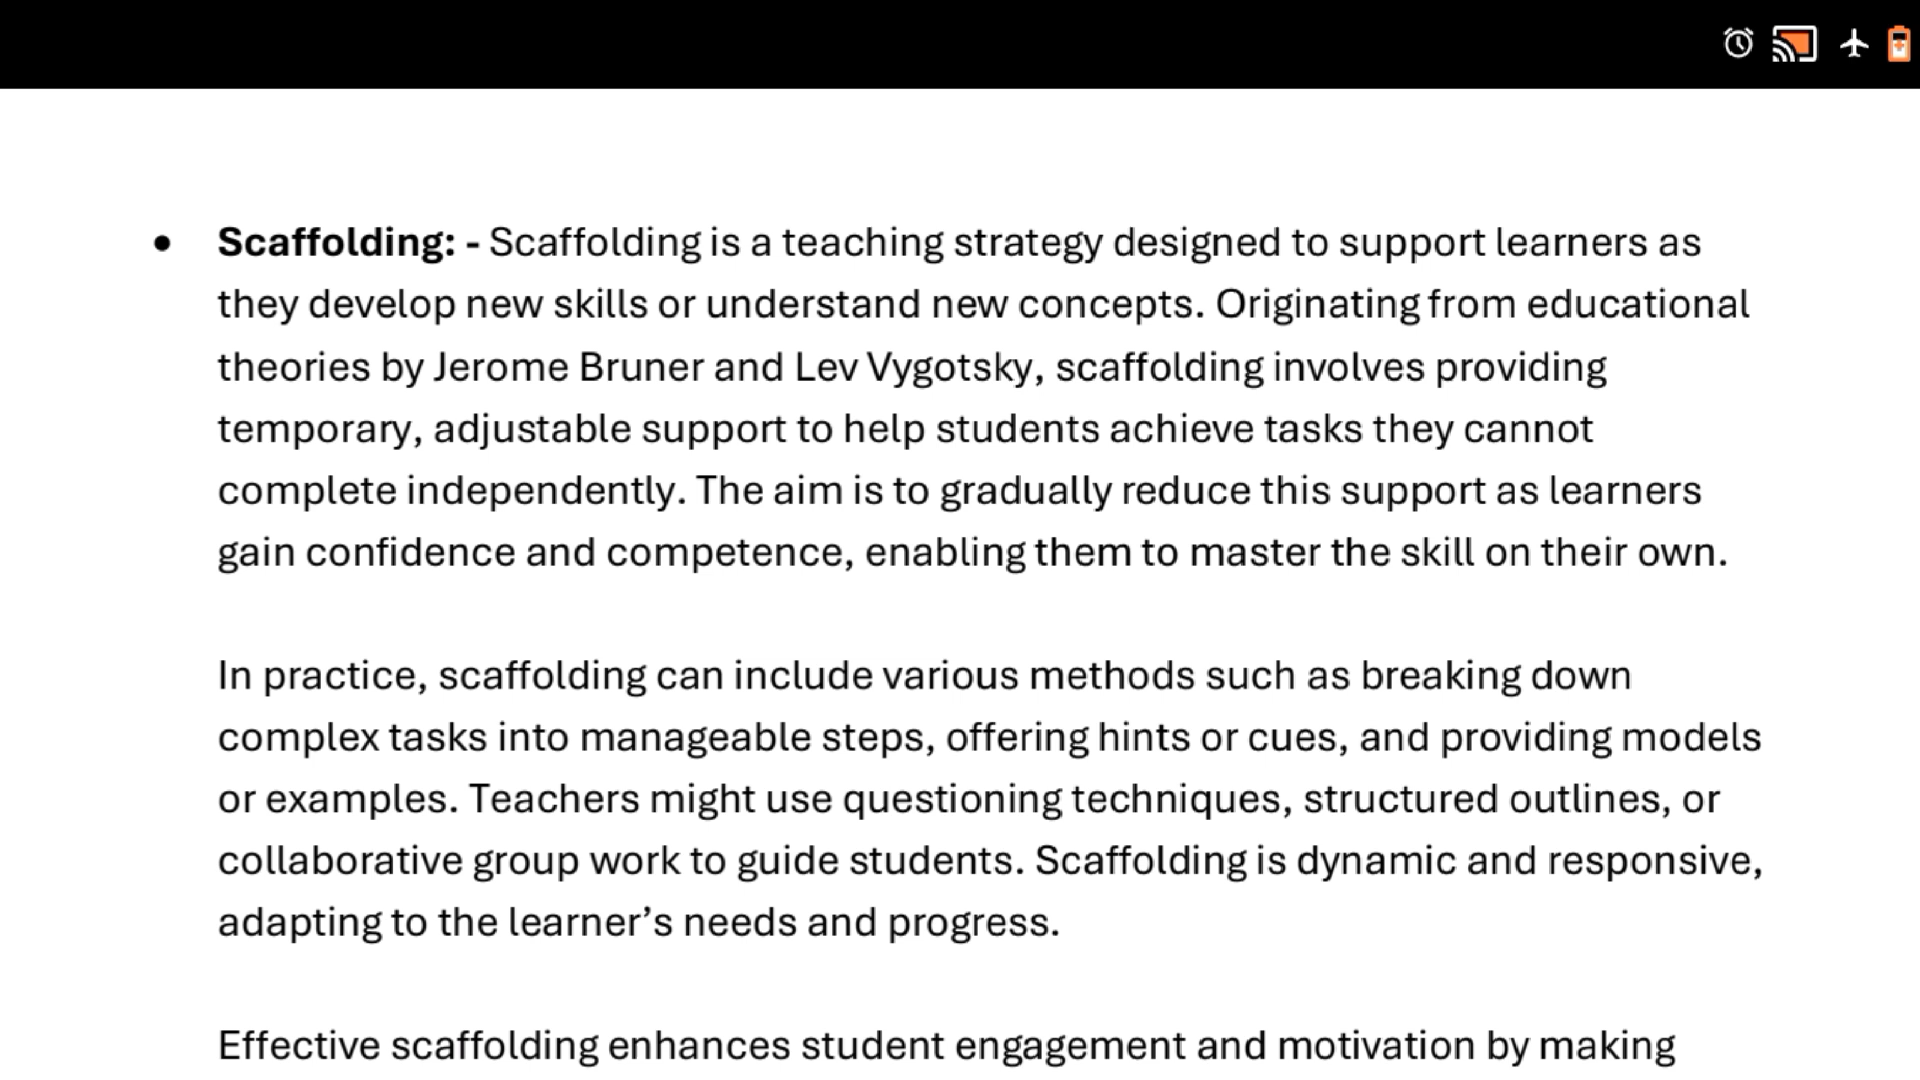 • Scaffolding: - Scaffolding is a teaching strategy designed to support learners as
they develop new skills or understand new concepts. Originating from educational
theories by Jerome Bruner and Lev Vygotsky, scaffolding involves providing
temporary, adjustable support to help students achieve tasks they cannot
complete independently. The aim is to gradually reduce this support as learners
gain confidence and competence, enabling them to master the skill on their own.
In practice, scaffolding can include various methods such as breaking down
complex tasks into manageable steps, offering hints or cues, and providing models
or examples. Teachers might use questioning techniques, structured outlines, or
collaborative group work to guide students. Scaffolding is dynamic and responsive,
adapting to the learner’s needs and progress.
Effective scaffolding enhances student engagement and motivation by making